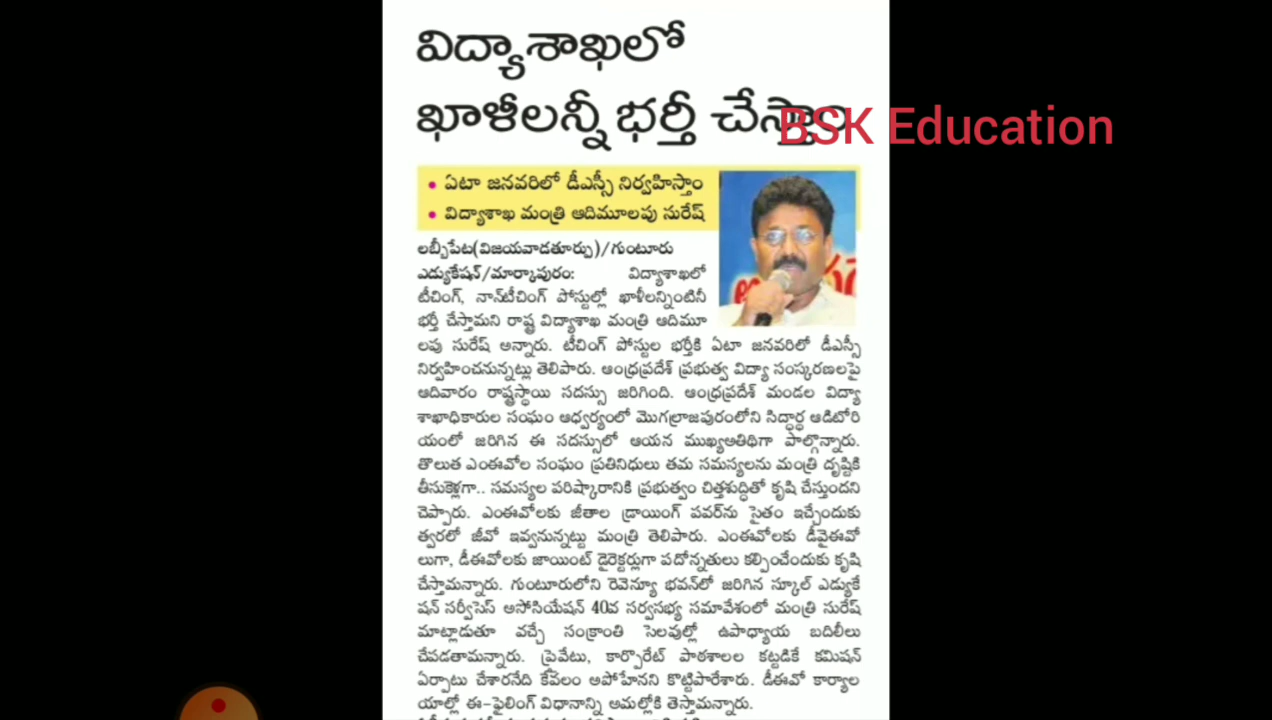 విద్యాశాఖలో
ఖాళీలన్నీ భర్తీ చేస్తాం
BSK Education
• ఏటా జనవరిలో డీఎస్సీ నిర్వహిస్తాం
• విద్యాశాఖ మంత్రి ఆదిమూలపు సురేష్
లబ్బీపేట(విజయవాడతూర్పు)/గుంటూరు
ఎడ్యుకేషన్/మార్కాపురం: విద్యాశాఖలో
టీచింగ్, నాన్‌టీచింగ్ పోస్టుల్లో ఖాళీలన్నింటినీ
భర్తీ చేస్తామని రాష్ట్ర విద్యాశాఖ మంత్రి ఆదిమూ
లపు సురేష్ అన్నారు. టీచింగ్ పోస్టుల భర్తీకి ఏటా జనవరిలో డీఎస్సీ
నిర్వహించనున్నట్లు తెలిపారు. ఆంధ్రప్రదేశ్ ప్రభుత్వ విద్యా సంస్కరణలపై
ఆదివారం రాష్ట్రస్థాయి సదస్సు జరిగింది. ఆంధ్రప్రదేశ్ మండల విద్యా
శాఖాధికారుల సంఘం ఆధ్వర్యంలో మొగల్రాజపురంలోని సిద్ధార్థ ఆడిటోరి
యంలో జరిగిన ఈ సదస్సులో ఆయన ముఖ్యఅతిథిగా పాల్గొన్నారు.
తొలుత ఎంఈవోల సంఘం ప్రతినిధులు తమ సమస్యలను మంత్రి దృష్టికి
తీసుకెళ్లగా.. సమస్యల పరిష్కారానికి ప్రభుత్వం చిత్తశుద్ధితో కృషి చేస్తుందని
చెప్పారు. ఎంఈవోలకు జీతాల డ్రాయింగ్ పవర్‌ను సైతం ఇచ్చేందుకు
త్వరలో జీవో ఇవ్వనున్నట్టు మంత్రి తెలిపారు. ఎంఈవోలకు డీవైఈవో
లుగా, డీఈవోలకు జాయింట్ డైరెక్టర్లుగా పదోన్నతులు కల్పించేందుకు కృషి
చేస్తామన్నారు. గుంటూరులోని రెవెన్యూ భవన్‌లో జరిగిన స్కూల్ ఎడ్యుకే
షన్ సర్వీసెస్ అసోసియేషన్ 40వ సర్వసభ్య సమావేశంలో మంత్రి సురేష్
మాట్లాడుతూ వచ్చే సంక్రాంతి సెలవుల్లో ఉపాధ్యాయ బదిలీలు
చేపడతామన్నారు. ప్రైవేటు, కార్పొరేట్ పాఠశాలల కట్టడికే కమిషన్
ఏర్పాటు చేశారనేది కేవలం అపోహేనని కొట్టిపారేశారు. డీఈవో కార్యాల
యాల్లో ఈ-ఫైలింగ్ విధానాన్ని అమల్లోకి తెస్తామన్నారు.